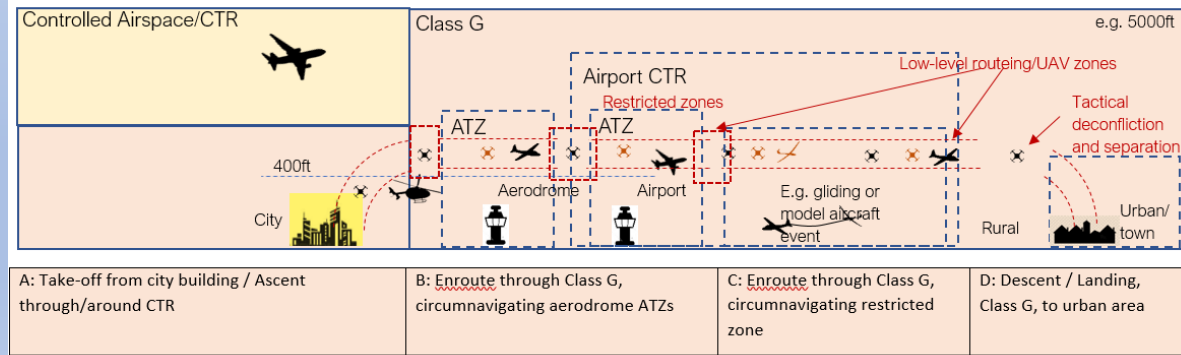 Controlled Airspace/CTR
Class G
e.g. 5000ft
Airport CTR
Low-level routeing/UAV zones
Restricted zones
Tactical
deconfliction
and separation
ATZ
ATZ
400ft
Aerodrome
Airport
E.g. gliding or
model aircraft
event
City
Rural
Urban/
town
A: Take-off from city building / Ascent
through/around CTR
B: Enroute through Class G,
circumnavigating aerodrome ATZs
C: Enroute through Class G,
circumnavigating restricted
zone
D: Descent / Landing,
Class G, to urban area